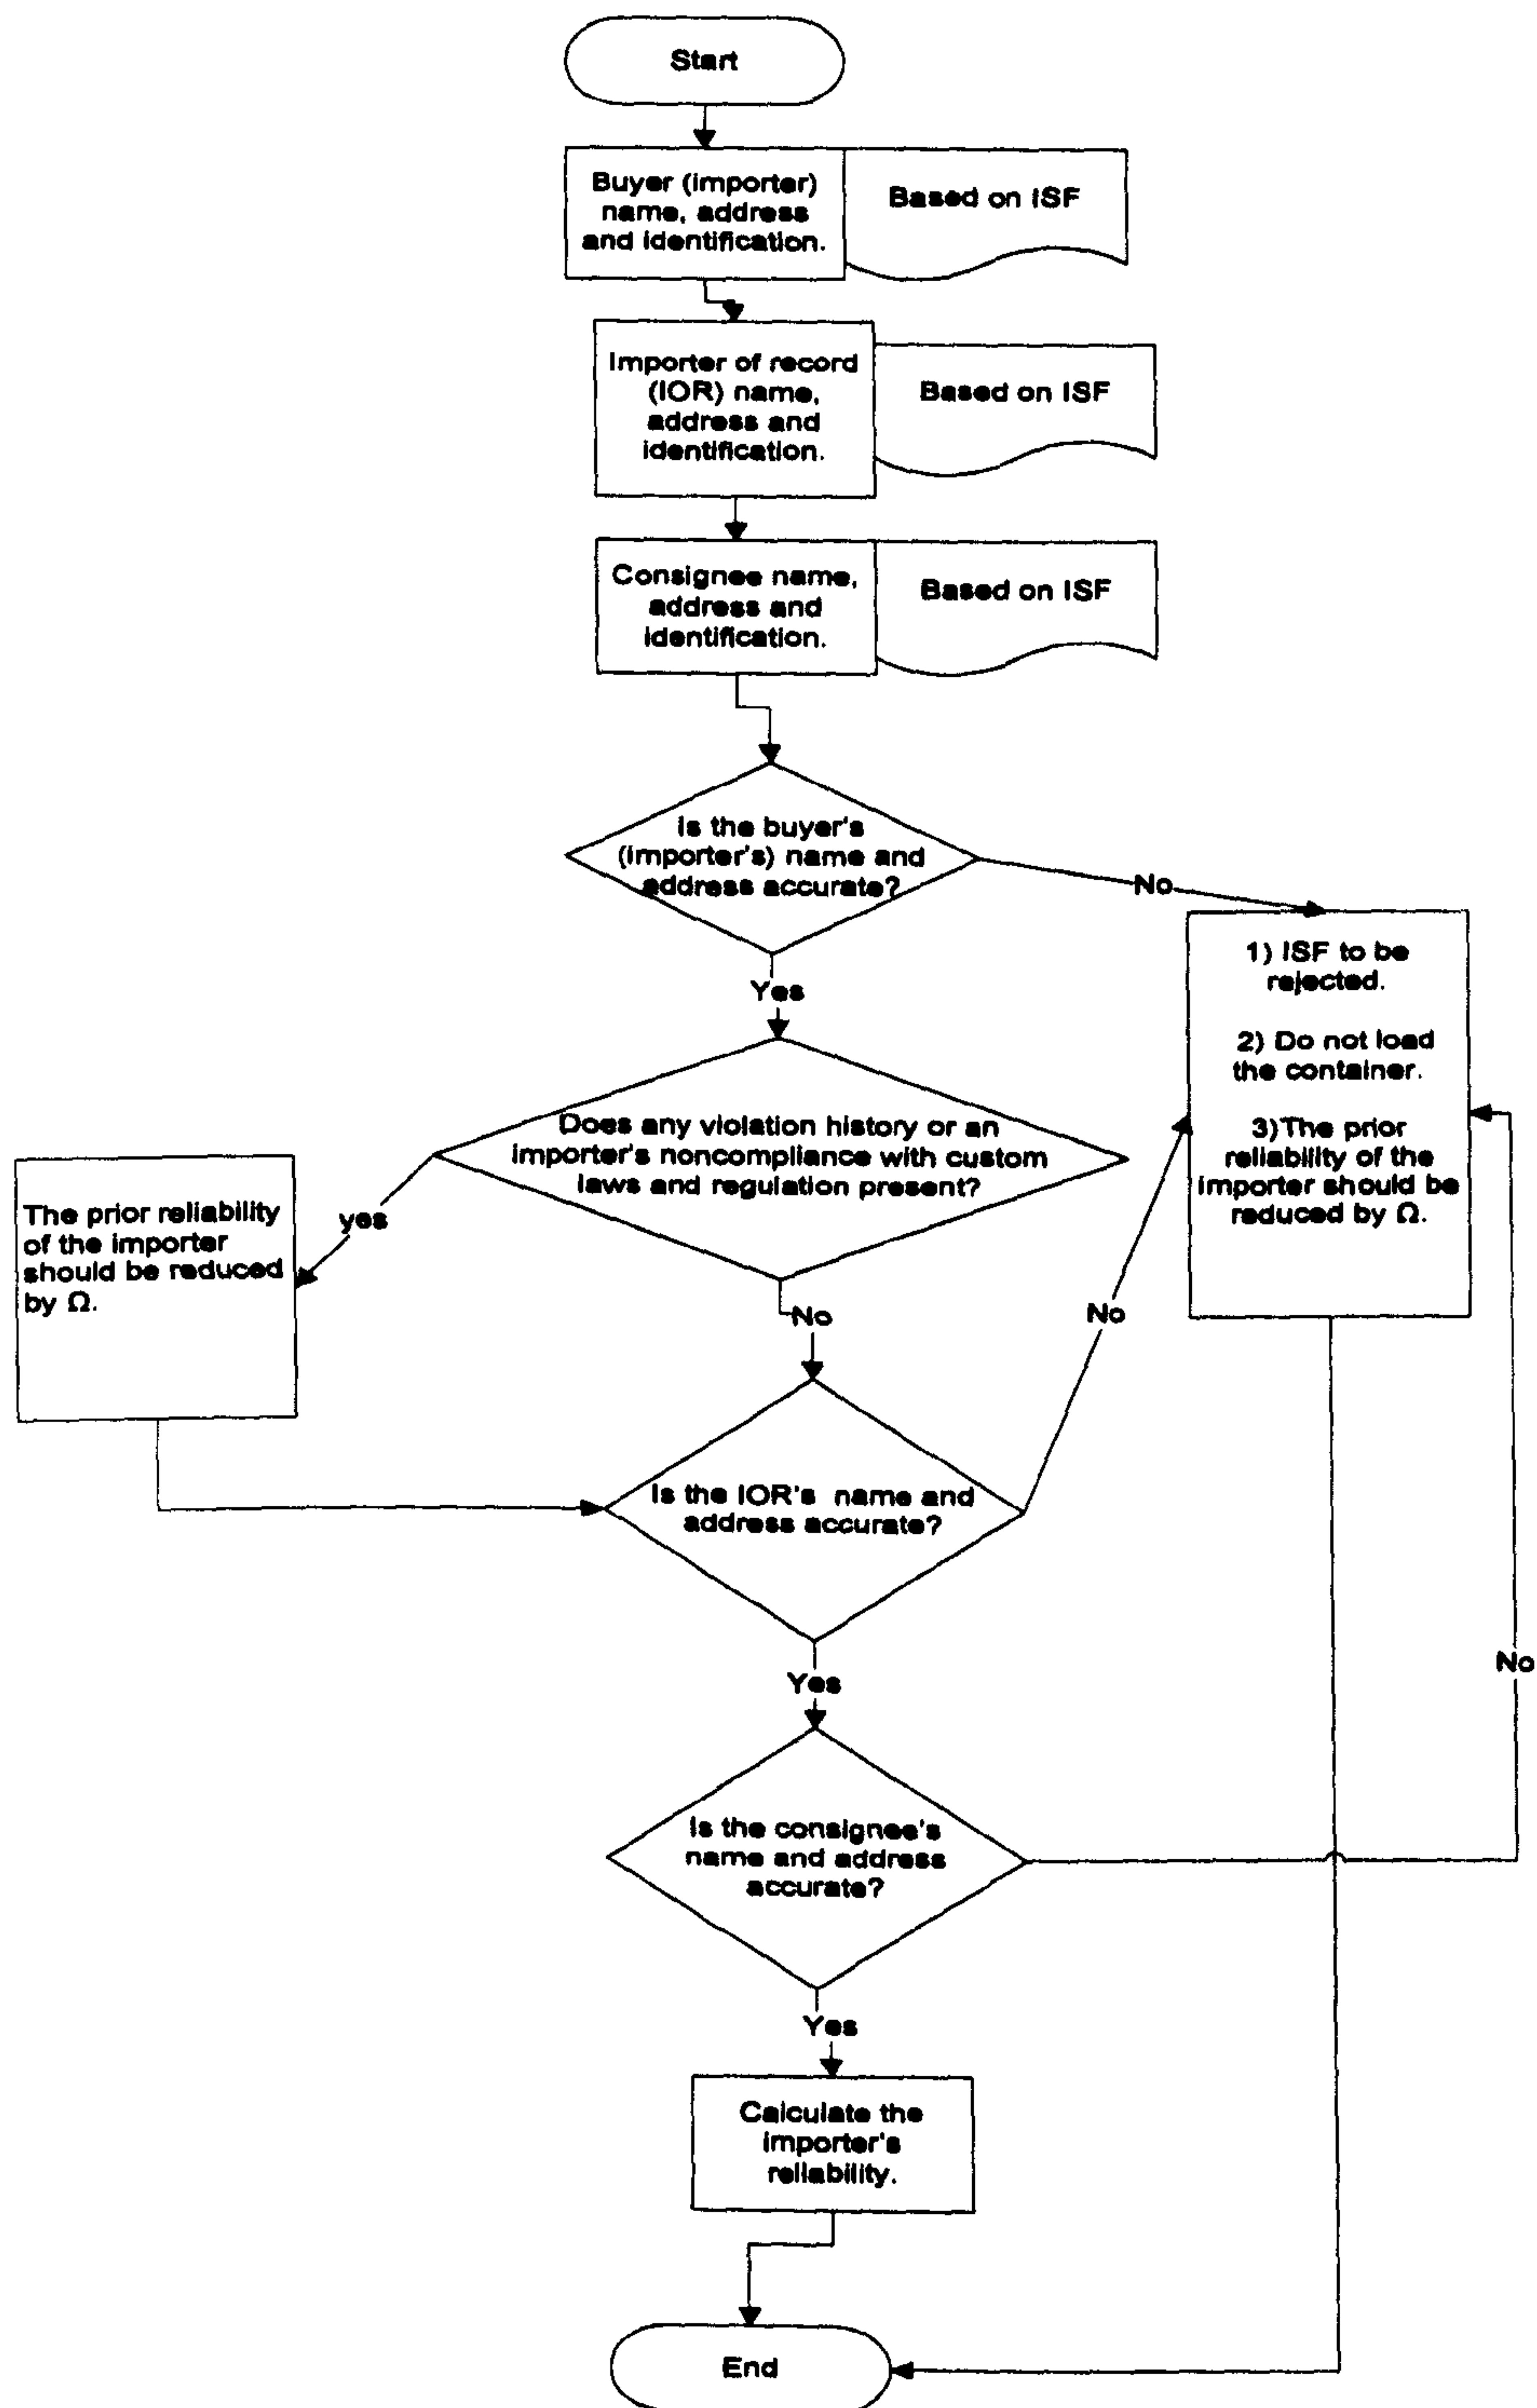 Start
Buyer (importer)
name, address
and identification.
Based on ISF
Importer of record
(IOR) name,
address and
identification.
Based on ISF
Consignee name,
address and
identification.
Based on ISF
Is the buyer's
(importer's) name and
address accurate?
No
Yes
1) ISF to be
rejected.
2) Do not load
the container.
3)The prior
reliability of the
importer should be
reduced by Ω.
Does any violation history or an
importer's noncompliance with custom
laws and regulation present?
yes
The prior reliability
of the importer
should be reduced
by Ω.
No
No
Is the IOR's name and
address accurate?
Yes
No
Is the consignee's
name and address
accurate?
Yes
Calculate the
importer's
reliability.
End